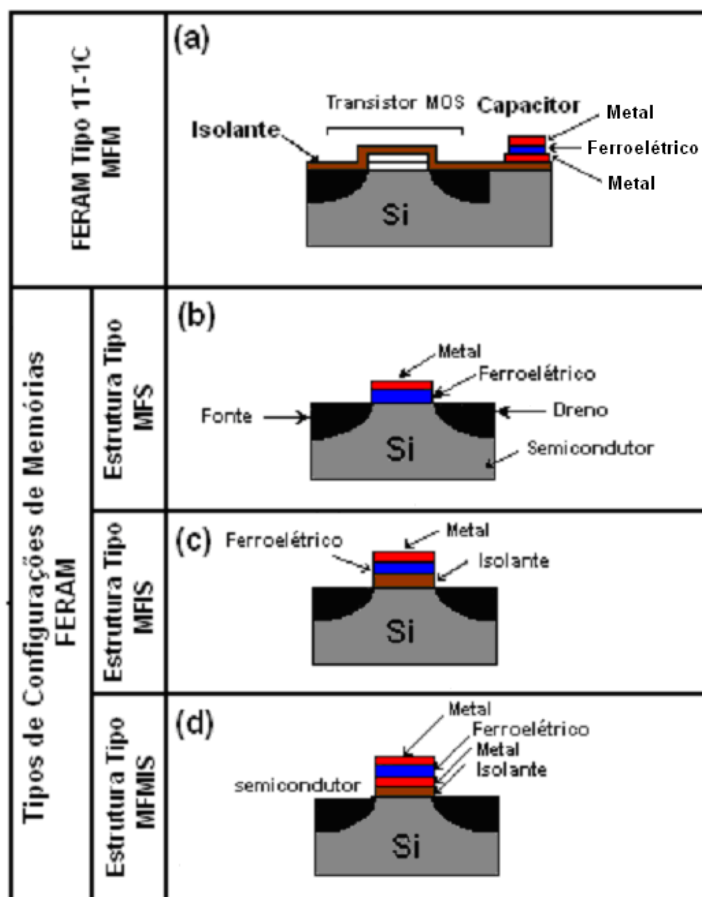 FERAM Tipo 1T-1C
MFM
(a)
Transistor MOS
Capacitor
Isolante
Metal
Ferroelétrico
Metal
Si
Tipos de Configurações de Memórias
FERAM
Estrutura Tipo
MFS
(b)
Metal
Ferroelétrico
Fonte
Dreno
Si
Semicondutor
Estrutura Tipo
MFIS
(c)
Metal
Ferroelétrico
Isolante
Si
Estrutura Tipo
MFMIS
(d)
Metal
Ferroelétrico
Metal
Isolante
semicondutor
Si